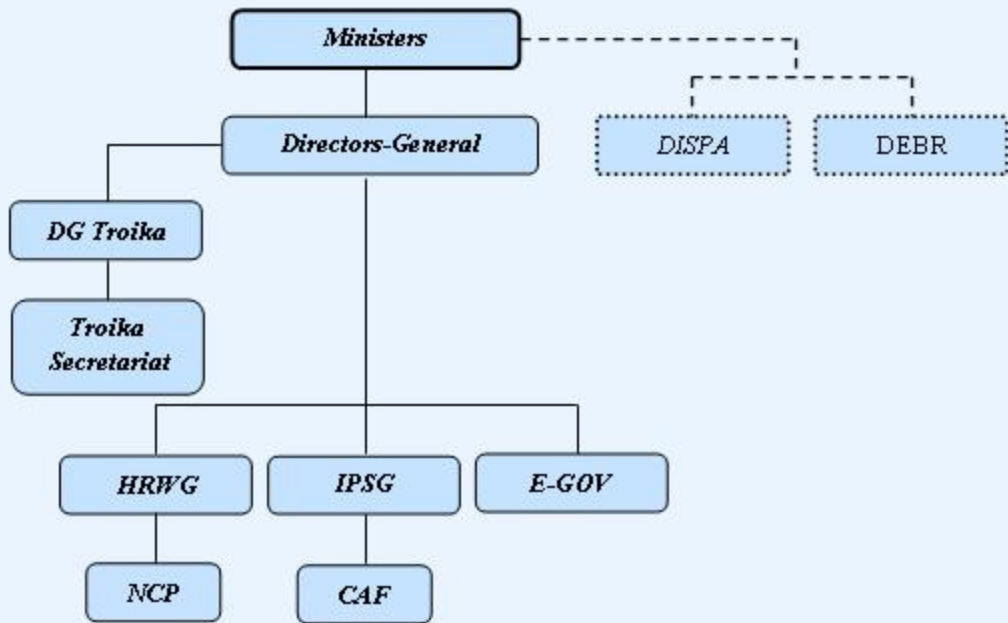 Ministers
Directors-General
DISPA
DEBR
DG Troika
Troika
Secretariat
HRWG
IPSG
E-GOV
NCP
CAF